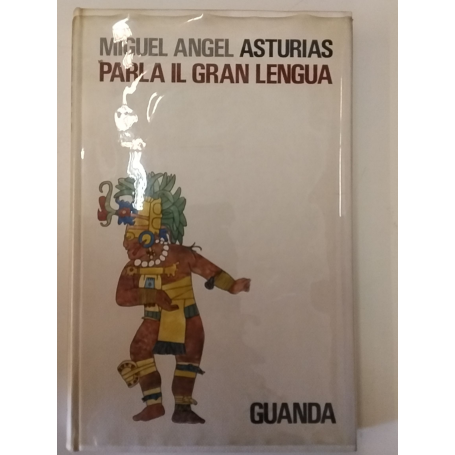 MIGUEL ANGEL ASTURIAS
PARLA IL GRAN LENGUA
GUANDA